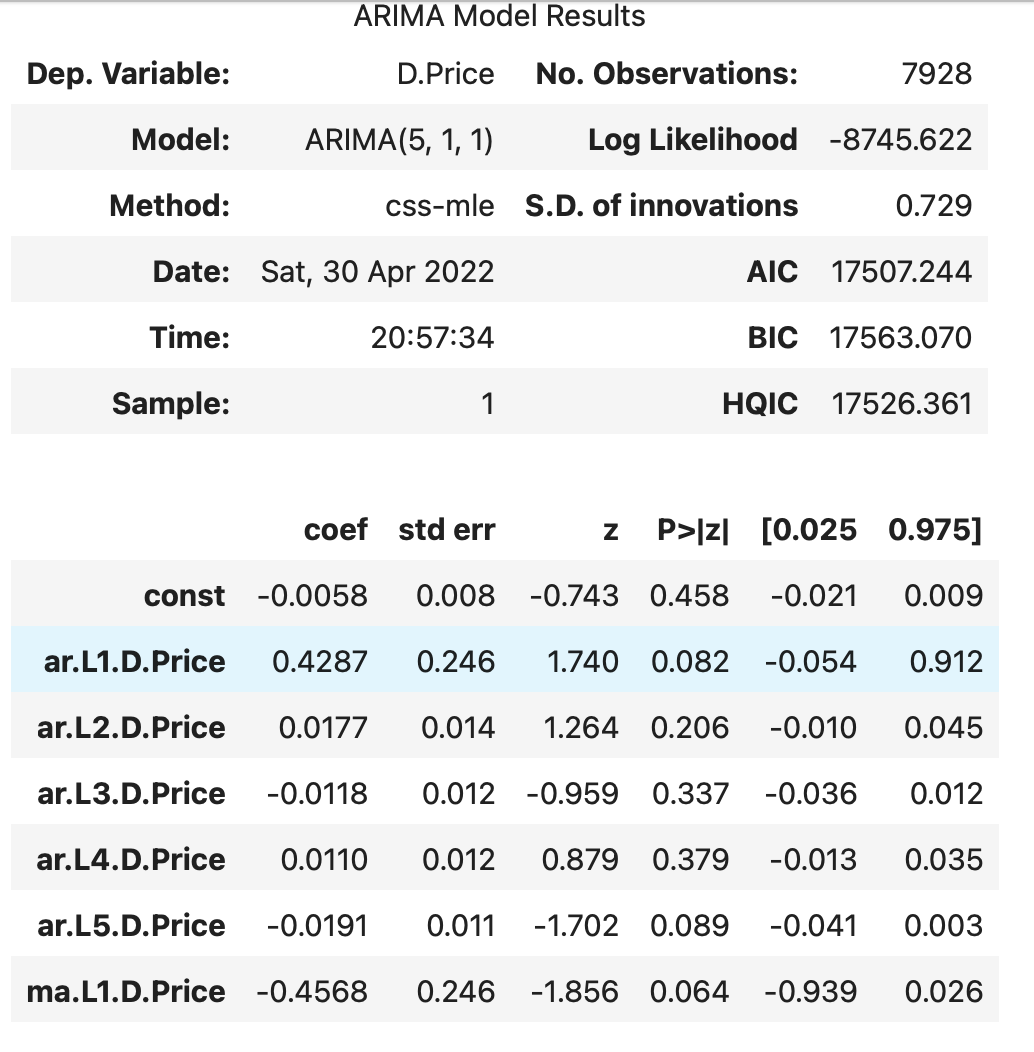 ARIMA Model Results
Dep. Variable: D.Price No. Observations: 7928
Model: ARIMA(5, 1, 1) Log Likelihood -8745.622
Method: css-mle S.D. of innovations 0.729
Date: Sat, 30 Apr 2022 AIC 17507.244
Time: 20:57:34 BIC 17563.070
Sample: 1 HQIC 17526.361
coef std err z P>|z| [0.025 0.975]
const -0.0058 0.008 -0.743 0.458 -0.021 0.009
ar.L1.D.Price 0.4287 0.246 1.740 0.082 -0.054 0.912
ar.L2.D.Price 0.0177 0.014 1.264 0.206 -0.010 0.045
ar.L3.D.Price -0.0118 0.012 -0.959 0.337 -0.036 0.012
ar.L4.D.Price 0.0110 0.012 0.879 0.379 -0.013 0.035
ar.L5.D.Price -0.0191 0.011 -1.702 0.089 -0.041 0.003
ma.L1.D.Price -0.4568 0.246 -1.856 0.064 -0.939 0.026